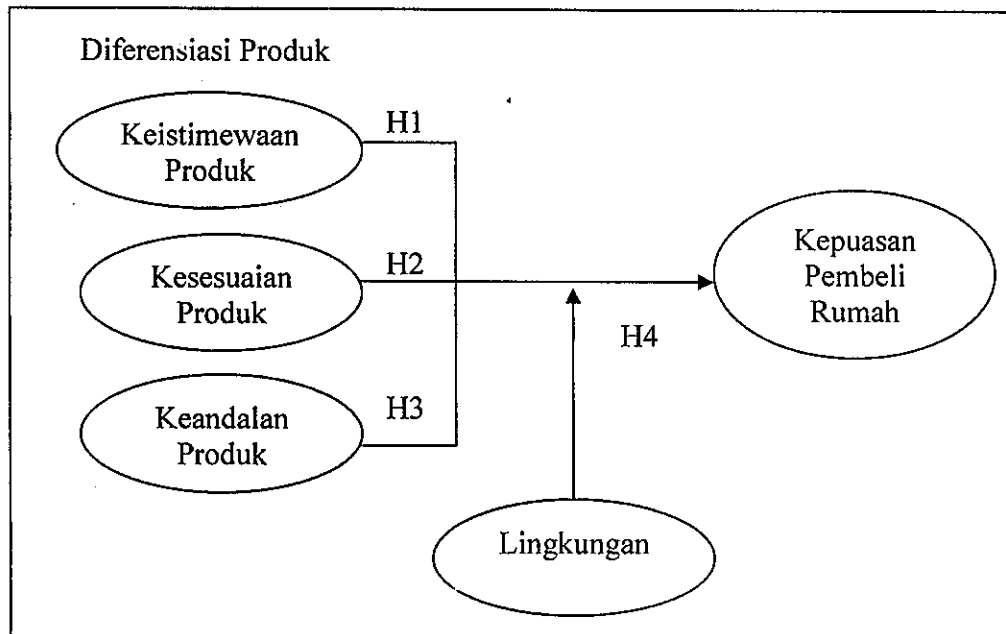 Diferensiasi Produk
Keistimewaan
Produk
H1
Kesesuaian
Produk
H2
Keandalan
Produk
H3
H4
Kepuasan
Pembeli
Rumah
Lingkungan